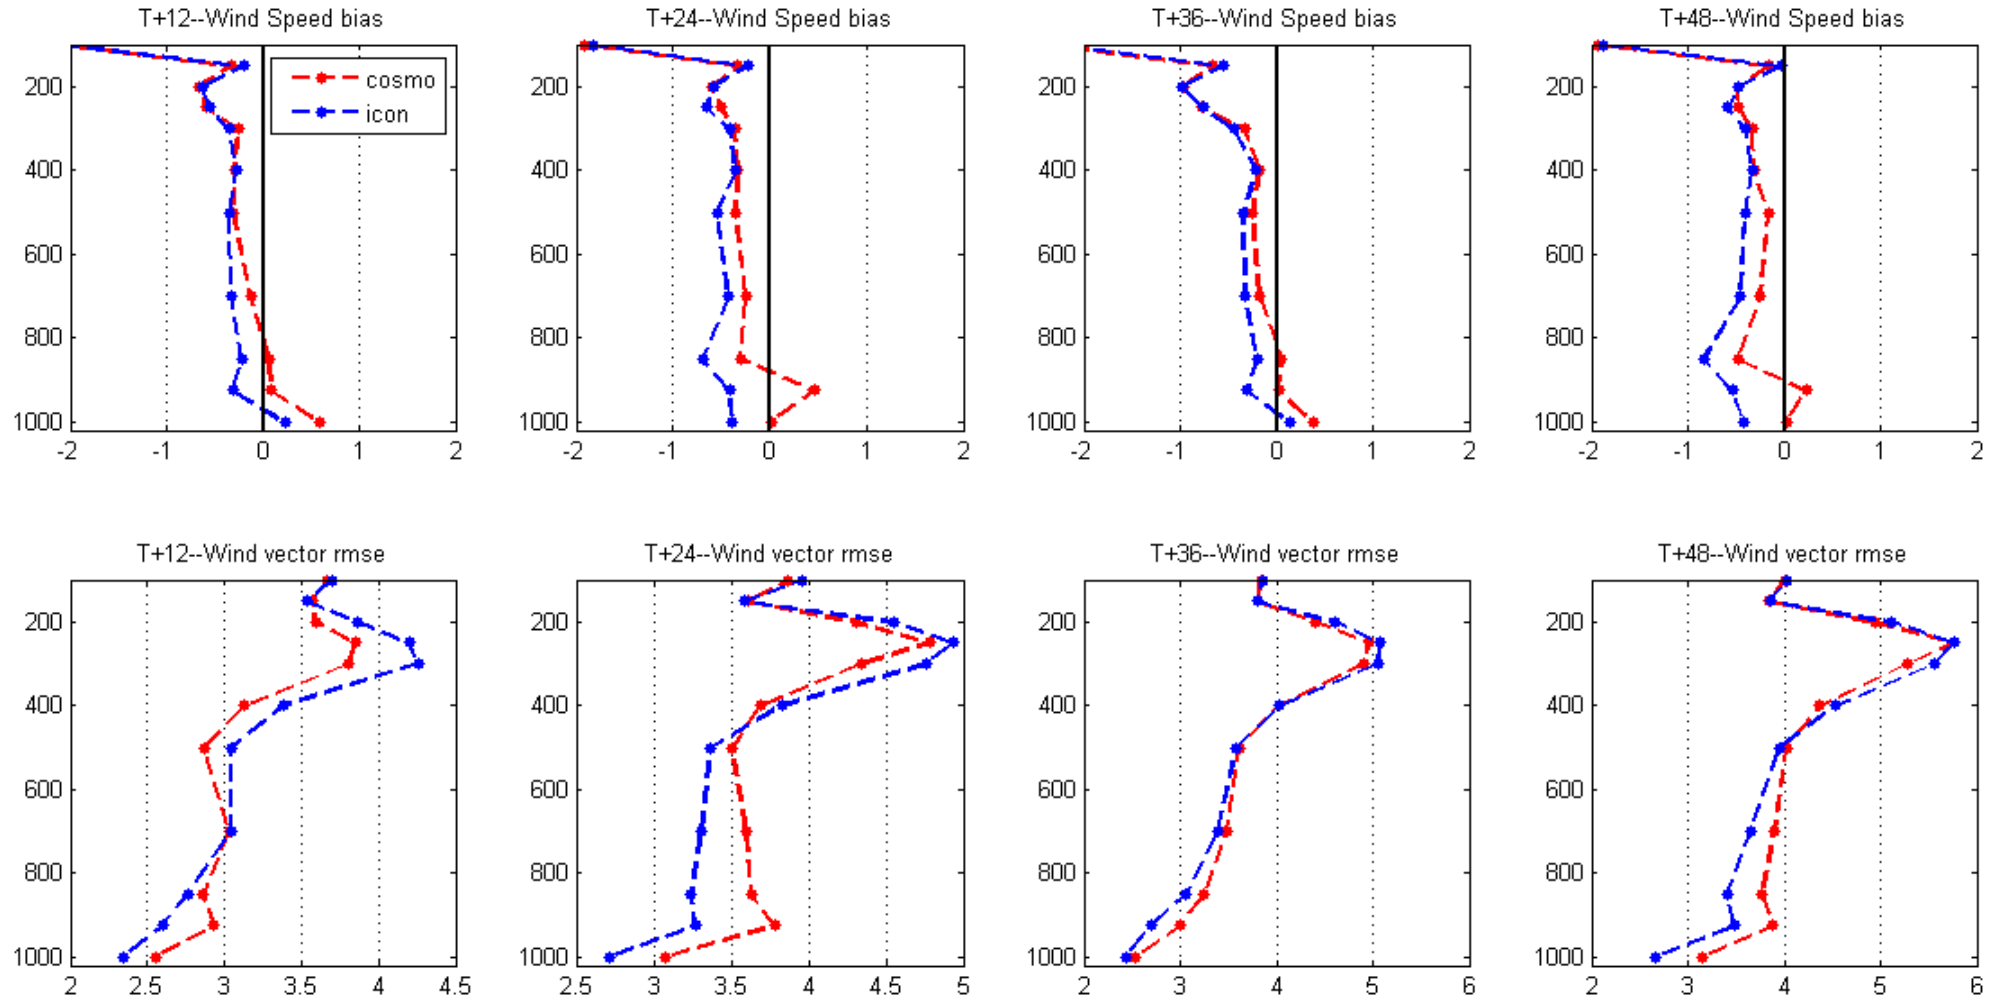 T+12--Wind Speed bias
200
400
600
800
1000
-2 -1 0 1 2
cosmo
icon
T+24--Wind Speed bias
200
400
600
800
1000
-2 -1 0 1 2
T+36--Wind Speed bias
200
400
600
800
1000
-2 -1 0 1 2
T+48--Wind Speed bias
200
400
600
800
1000
-2 -1 0 1 2
T+12--Wind vector rmse
200
400
600
800
1000
2 2.5 3 3.5 4 4.5
T+24--Wind vector rmse
200
400
600
800
1000
2.5 3 3.5 4 4.5 5
T+36--Wind vector rmse
200
400
600
800
1000
2 3 4 5 6
T+48--Wind vector rmse
200
400
600
800
1000
2 3 4 5 6